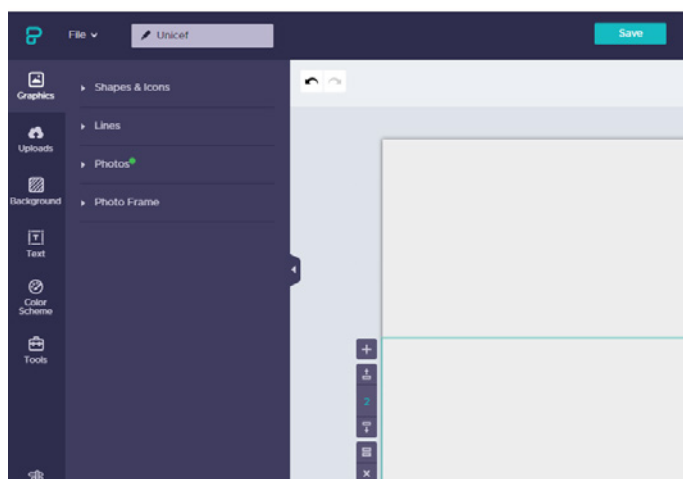 File
Unicef
Save
Graphics
Shapes & Icons
Lines
Uploads
Photos
Background
Photo Frame
Text
Color
Scheme
Tools
2